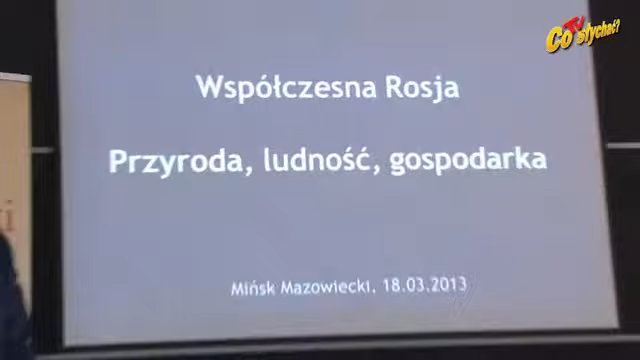 TV
Co słychać?
Współczesna Rosja
Przyroda, ludność, gospodarka
Mińsk Mazowiecki, 18.03.2013